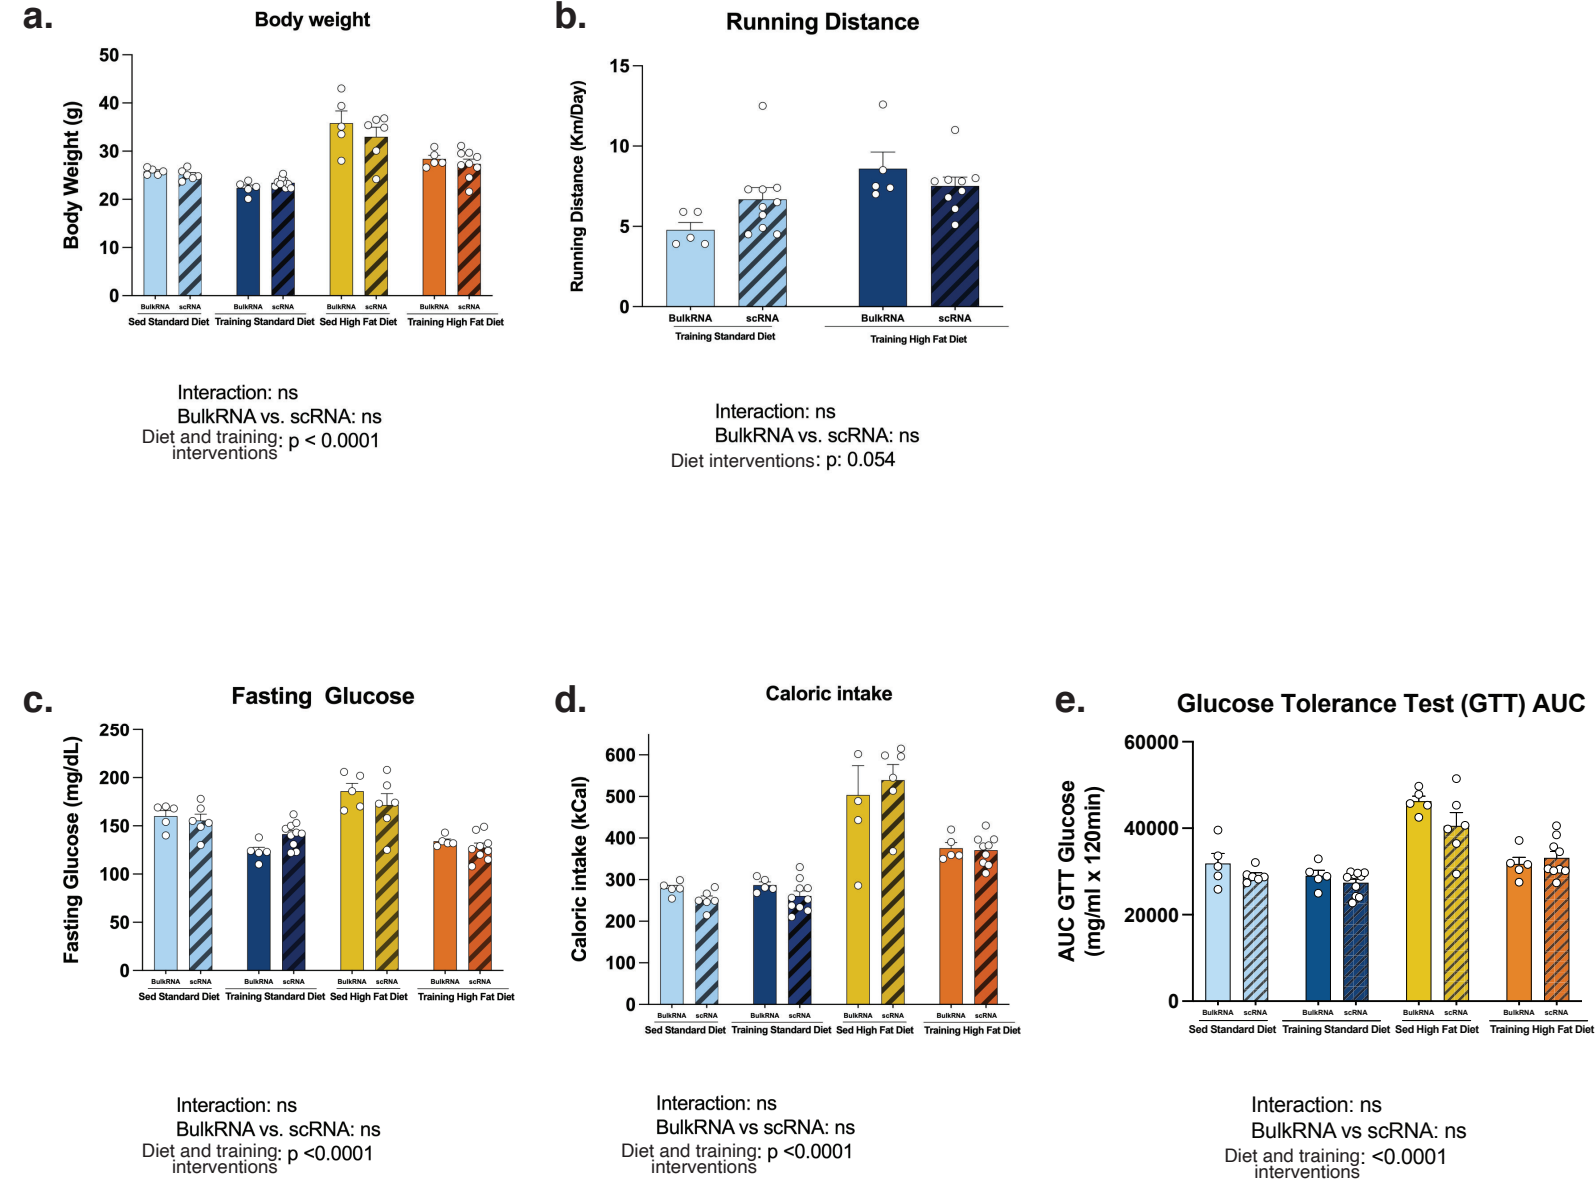 a.
Body weight
Body Weight (g)
50
40
30
20
10
0
BulkRNA scRNA BulkRNA scRNA BulkRNA scRNA BulkRNA scRNA
Sed Standard Diet Training Standard Diet Sed High Fat Diet Training High Fat Diet
Interaction: ns
BulkRNA vs. scRNA: ns
Diet and training
interventions : p < 0.0001
b.
Running Distance
Running Distance (Km/Day)
15
10
5
0
BulkRNA scRNA BulkRNA scRNA
Training Standard Diet Training High Fat Diet
Interaction: ns
BulkRNA vs. scRNA: ns
Diet interventions: p: 0.054
c.
Fasting Glucose
Fasting Glucose (mg/dL)
250
200
150
100
50
0
BulkRNA scRNA BulkRNA scRNA BulkRNA scRNA BulkRNA scRNA
Sed Standard Diet Training Standard Diet Sed High Fat Diet Training High Fat Diet
Interaction: ns
BulkRNA vs. scRNA: ns
Diet and training
interventions : p <0.0001
d.
Caloric intake
Caloric intake (kCal)
600
500
400
300
200
100
0
BulkRNA scRNA BulkRNA scRNA BulkRNA scRNA BulkRNA scRNA
Sed Standard Diet Training Standard Diet Sed High Fat Diet Training High Fat Diet
Interaction: ns
BulkRNA vs scRNA: ns
Diet and training
interventions : p <0.0001
e.
Glucose Tolerance Test (GTT) AUC
AUC GTT Glucose
(mg/ml x 120min)
60000
40000
20000
0
BulkRNA scRNA BulkRNA scRNA BulkRNA scRNA BulkRNA scRNA
Sed Standard Diet Training Standard Diet Sed High Fat Diet Training High Fat Diet
Interaction: ns
BulkRNA vs scRNA: ns
Diet and training
interventions : <0.0001